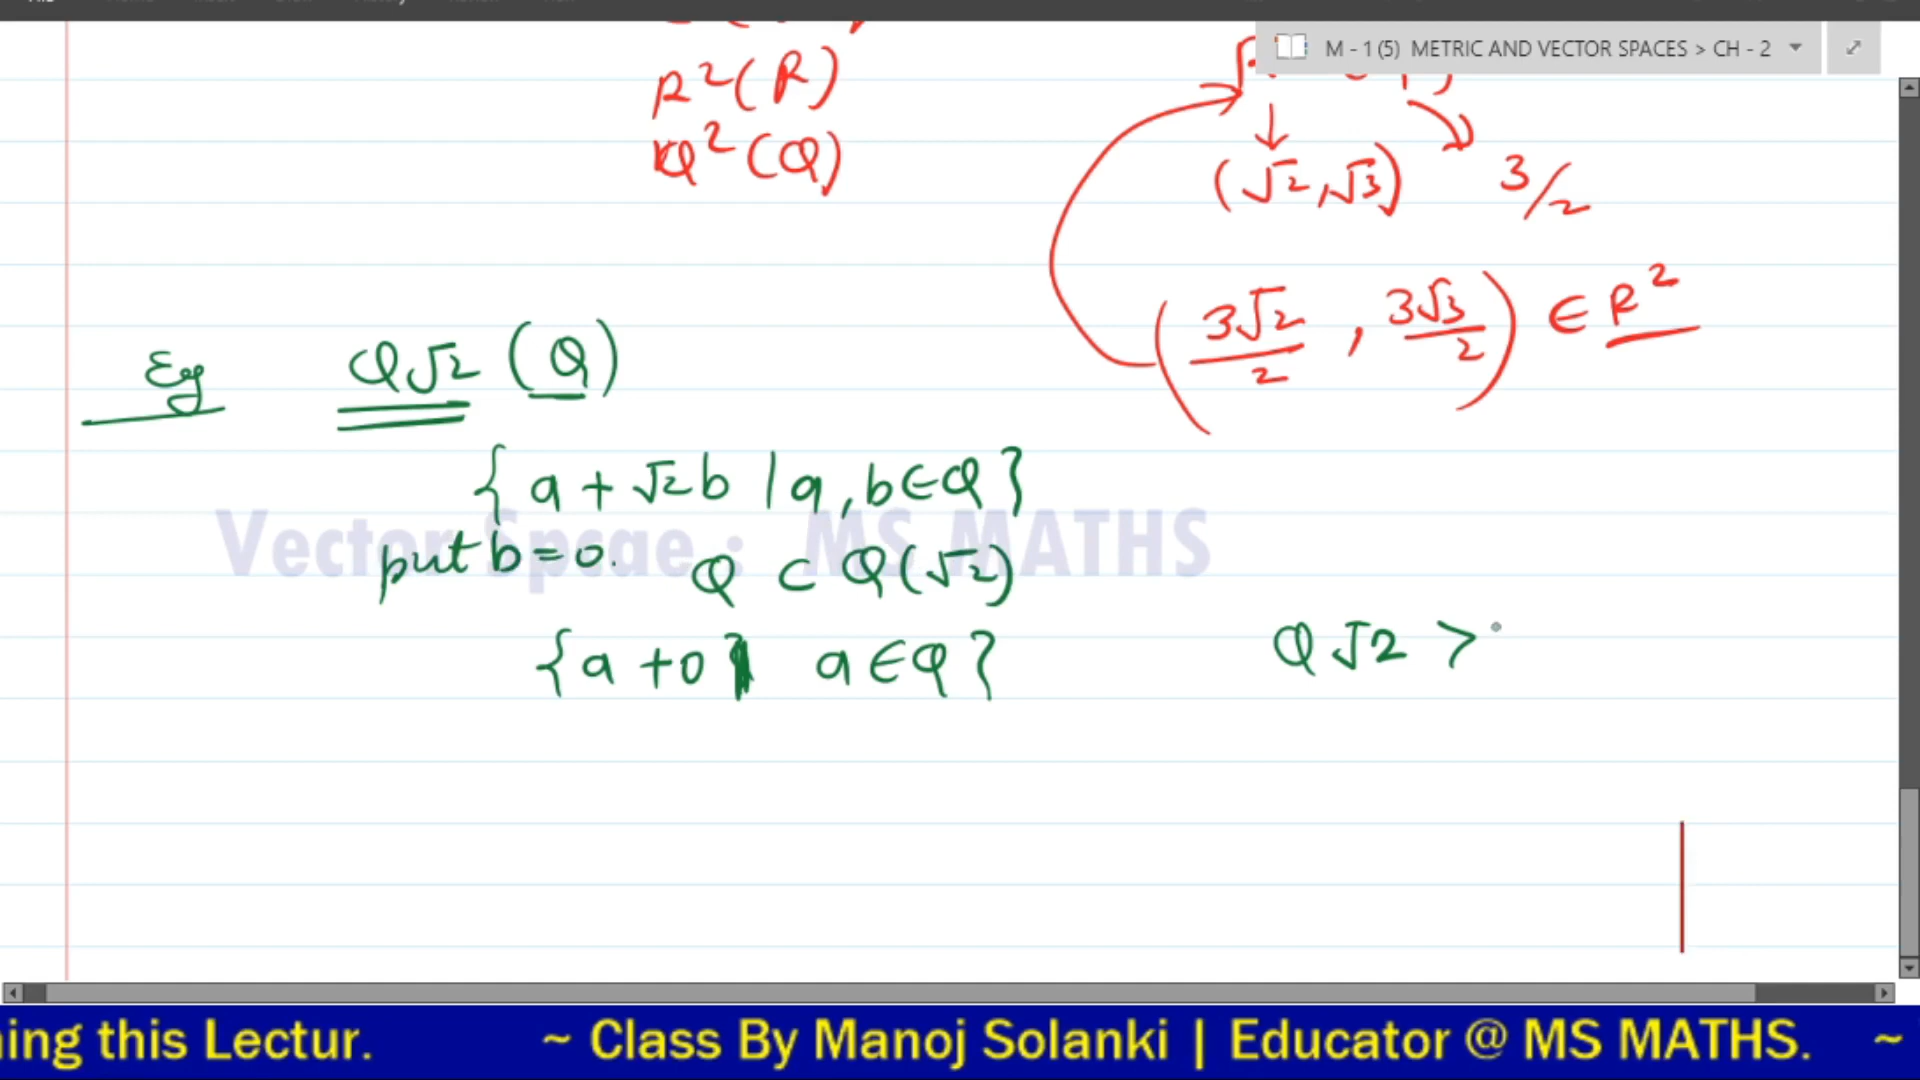 M - 1 (5) METRIC AND VECTOR SPACES > CH - 2
R²(R)
Q²(Q)
(√2, √3) 3/2
(3√2/2, 3√3/2) ∈ R²
Eg Q√2 (Q)
{a + √2 b | a, b ∈ Q}
Vector Spcae : MS MATHS
put b = 0. Q ⊂ Q(√2)
{a + 0 a ∈ Q}
Q√2 >
ing this Lectur. ~ Class By Manoj Solanki | Educator @ MS MATHS. ~